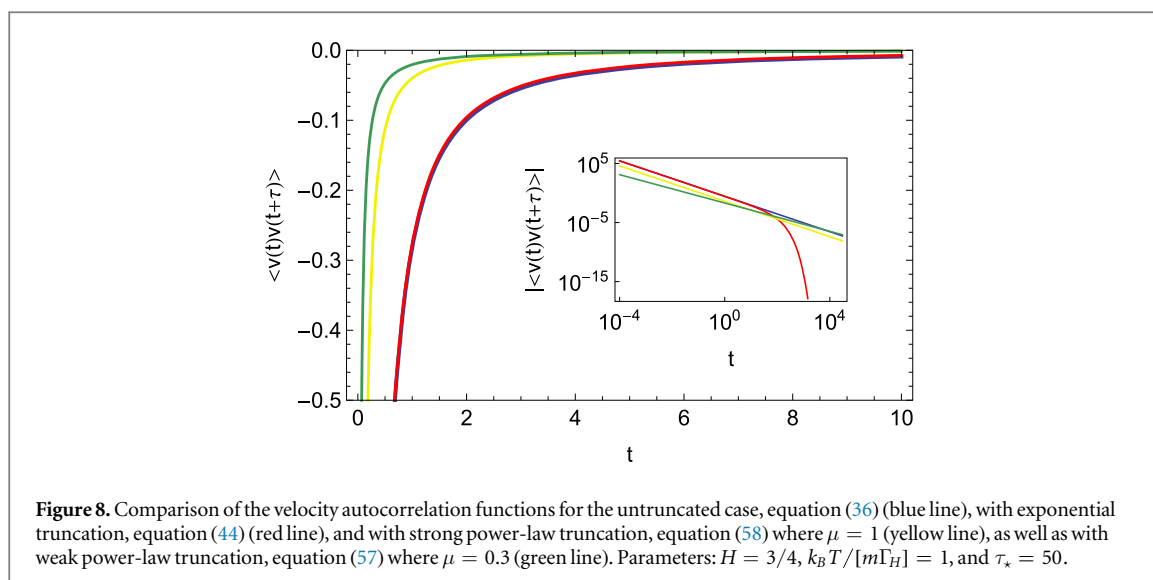 0.0
−0.1
−0.2
−0.3
−0.4
−0.5
<v(t)v(t+τ)>
0 2 4 6 8 10
t
10^5
10^−5
10^−15
|<v(t)v(t+τ)>|
10^−4 10^0 10^4
t
Figure 8. Comparison of the velocity autocorrelation functions for the untruncated case, equation (36) (blue line), with exponential
truncation, equation (44) (red line), and with strong power-law truncation, equation (58) where μ = 1 (yellow line), as well as with
weak power-law truncation, equation (57) where μ = 0.3 (green line). Parameters: H = 3/4, k_BT/[mΓ_H] = 1, and τ_⋆ = 50.